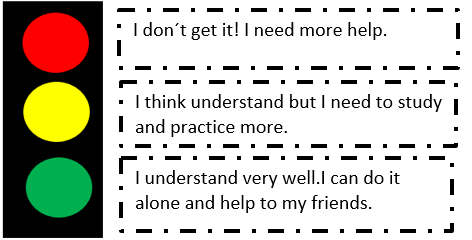 I don´t get it! I need more help.
I think understand but I need to study
and practice more.
I understand very well.I can do it
alone and help to my friends.